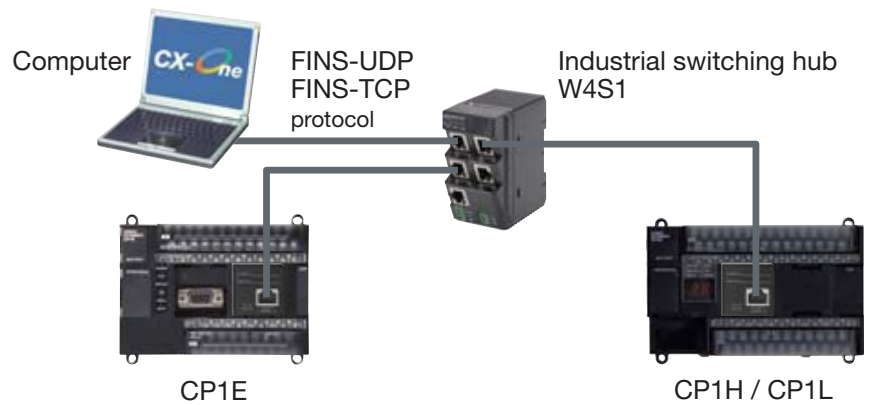 Computer
CX-One
FINS-UDP
FINS-TCP
protocol
Industrial switching hub
W4S1
CP1E
CP1H / CP1L